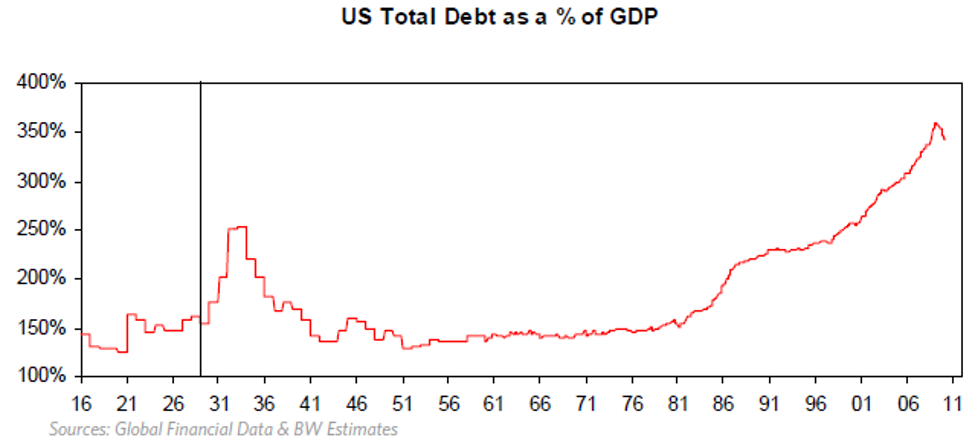 US Total Debt as a % of GDP
400%
350%
300%
250%
200%
150%
100%
16 21 26 31 36 41 46 51 56 61 66 71 76 81 86 91 96 01 06 11
Sources: Global Financial Data & BW Estimates